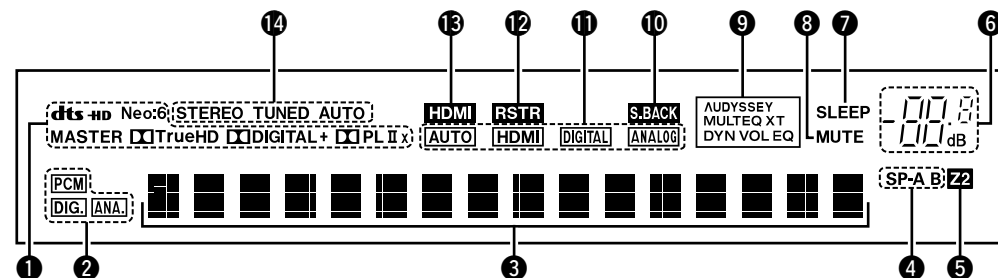 ⓮ ⓭ ⓬ ⓫ ❿ ❾ ❽ ❼ ❻
dts-HD Neo:6 STEREO TUNED AUTO
HDMI RSTR S.BACK
MASTER TrueHD DIGITAL+ PLIIx
AUTO HDMI DIGITAL ANALOG
AUDYSSEY
MULTEQ XT
DYN VOL EQ
SLEEP
MUTE
-88.8
dB
PCM
DIG. ANA.
SP-A B Z2
❶ ❷ ❸ ❹ ❺